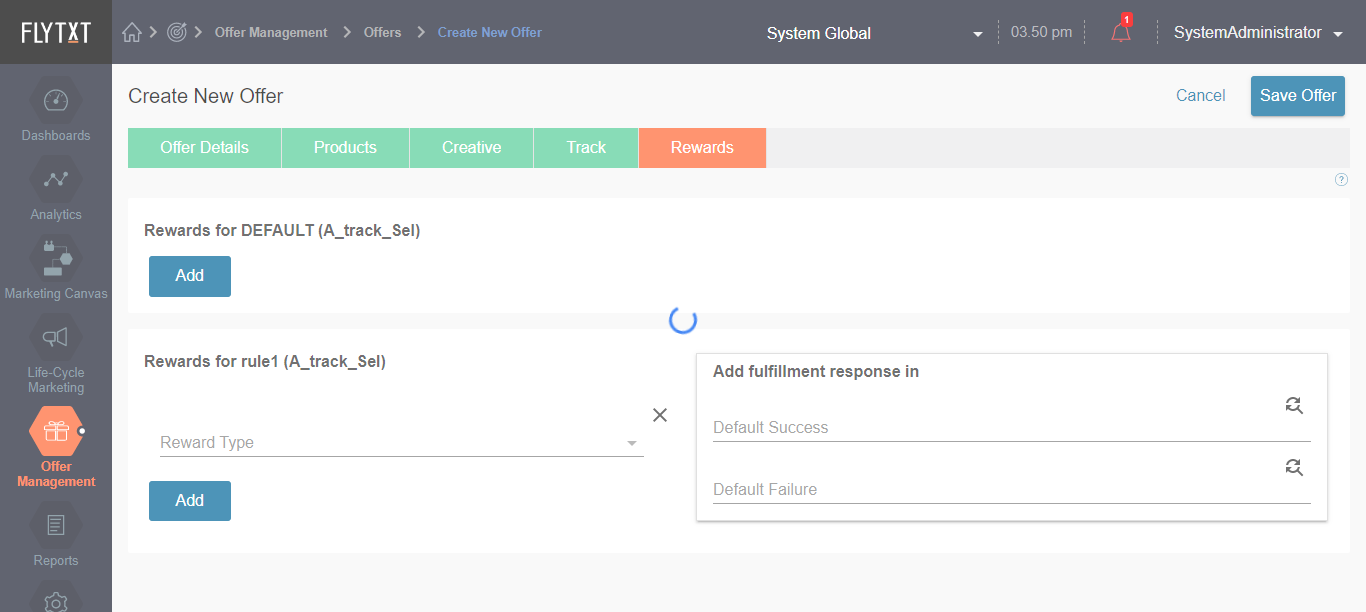 FLYTXT
Offer Management
Offers
Create New Offer
System Global
03.50 pm
1
SystemAdministrator
Create New Offer
Cancel
Save Offer
Offer Details
Products
Creative
Track
Rewards
?
Dashboards
Analytics
Marketing Canvas
Life-Cycle
Marketing
Offer
Management
Reports
Rewards for DEFAULT (A_track_Sel)
Add
Rewards for rule1 (A_track_Sel)
Reward Type
Add
Add fulfillment response in
Default Success
Default Failure